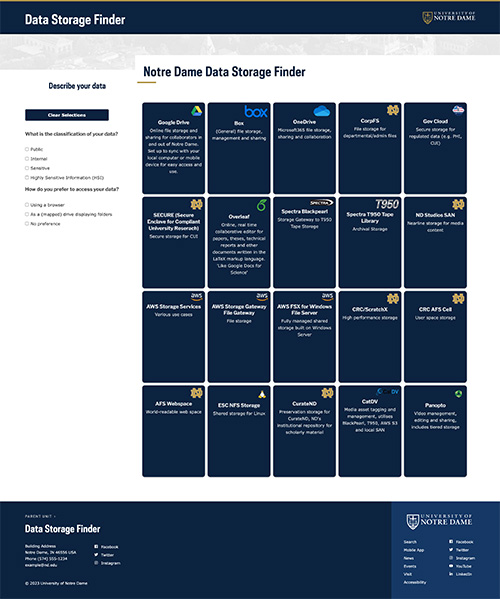 Data Storage Finder
UNIVERSITY OF
NOTRE DAME
Describe your data
Clear Selections
What is the classification of your data?
Public
Internal
Sensitive
Highly Sensitive Information (HSI)
How do you prefer to access your data?
Using a browser
As a (mapped) drive displaying folders
No preference
Notre Dame Data Storage Finder
Google Drive
Online file storage and
sharing for collaborators in
and out of Notre Dame.
Set up to sync with your
local computer or mobile
device for easy access and
use.
box
Box
(General) file storage,
management and sharing
OneDrive
Microsoft365 file storage,
sharing and collaboration
CorpFS
File storage for
departmental/admin files
Gov Cloud
Secure storage for
regulated data (e.g. PHI,
CUI)
SECURE (Secure
Enclave for Compliant
University Reserach)
Secure storage for CUI
Overleaf
Online, real time
collaborative editor for
papers, theses, technical
reports and other
documents written in the
LaTeX markup language.
'Like Google Docs for
Science'
SPECTRA
Spectra Blackpearl
Storage Gateway to T950
Tape Storage
T950
Spectra T950 Tape
Library
Archival Storage
ND Studios SAN
Nearline storage for media
content
aws
AWS Storage Services
Various use cases
aws
AWS Storage Gateway
File Gateway
File storage
aws
AWS FSX for Windows
File Server
Fully managed shared
storage built on Windows
Server
CRC/ScratchX
High performance storage
CRC AFS Cell
User space storage
AFS Webspace
World-readable web space
ESC NFS Storage
Shared storage for Linux
CurateND
Preservation storage for
CurateND, ND's
institutional repository for
scholarly material
CatDV
CatDV
Media asset tagging and
management, utilises
BlackPearl, T950, AWS S3
and local SAN
Panopto
Video management,
editing and sharing,
includes tiered storage
PARENT UNIT
Data Storage Finder
Building Address
Notre Dame, IN 46556 USA
Phone (574) 555-1234
example@nd.edu
Facebook
Twitter
Instagram
© 2023 University of Notre Dame
UNIVERSITY OF
NOTRE DAME
Search
Mobile App
News
Events
Visit
Accessibility
Facebook
Twitter
Instagram
YouTube
LinkedIn